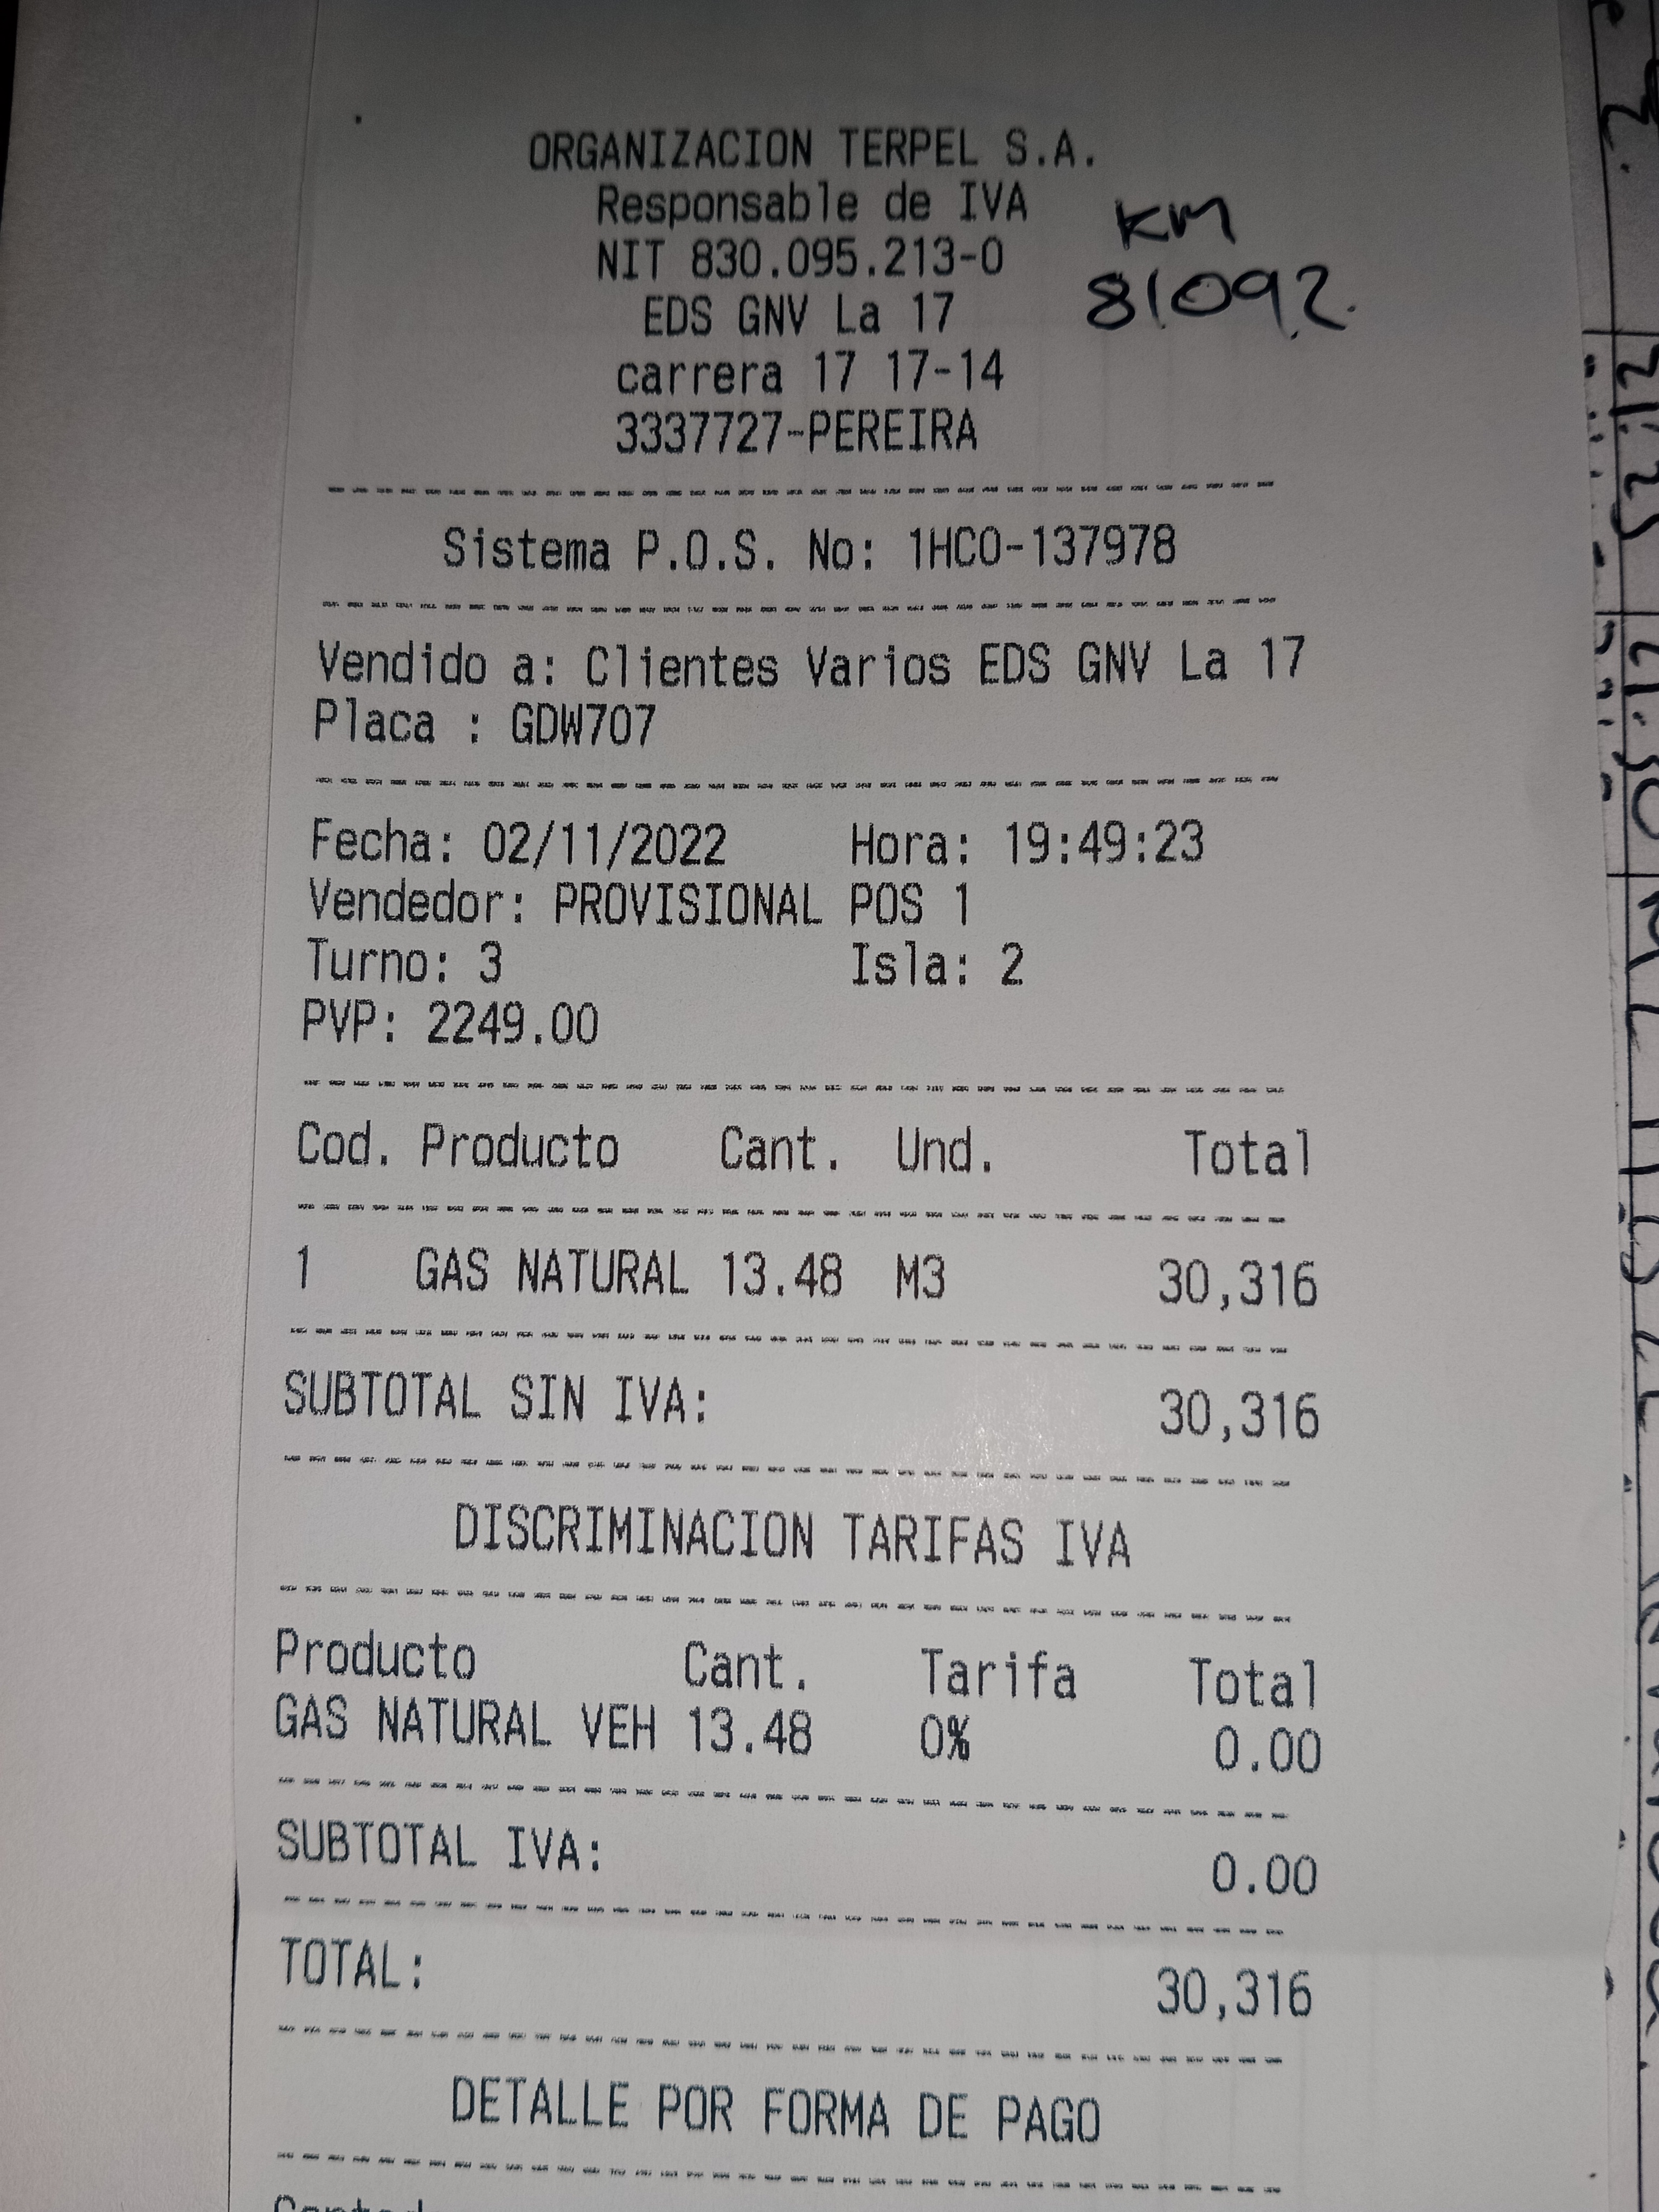 ORGANIZACION TERPEL S.A.
Responsable de IVA
KM
NIT 830.095.213-0
81092.
EDS GNV La 17
carrera 17 17-14
3337727-PEREIRA
Sistema P.O.S. No: 1HCO-137978
Vendido a: Clientes Varios EDS GNV La 17
Placa : GDW707
Fecha: 02/11/2022 Hora: 19:49:23
Vendedor: PROVISIONAL POS 1
Turno: 3 Isla: 2
PVP: 2249.00
Cod. Producto Cant. Und. Total
1 GAS NATURAL 13.48 M3 30,316
SUBTOTAL SIN IVA: 30,316
DISCRIMINACION TARIFAS IVA
Producto Cant. Tarifa Total
GAS NATURAL VEH 13.48 0% 0.00
SUBTOTAL IVA: 0.00
TOTAL: 30,316
DETALLE POR FORMA DE PAGO